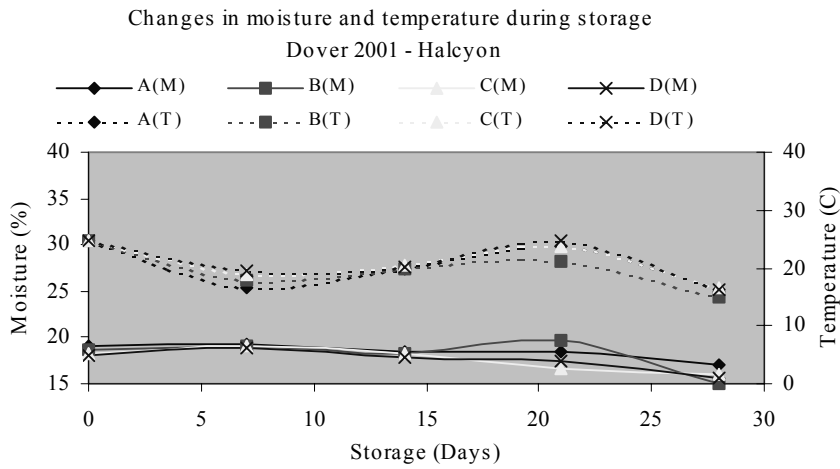 Changes in moisture and temperature during storage
Dover 2001 - Halcyon
A(M) B(M) C(M) D(M)
A(T) B(T) C(T) D(T)
40 40
35
30 30
25 20
20 10
15 0
0 5 10 15 20 25 30
Moisture (%)
Temperature (C)
Storage (Days)